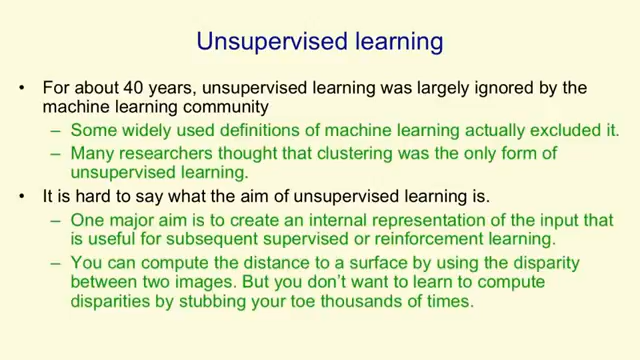 Unsupervised learning
• For about 40 years, unsupervised learning was largely ignored by the
machine learning community
– Some widely used definitions of machine learning actually excluded it.
– Many researchers thought that clustering was the only form of
unsupervised learning.
• It is hard to say what the aim of unsupervised learning is.
– One major aim is to create an internal representation of the input that
is useful for subsequent supervised or reinforcement learning.
– You can compute the distance to a surface by using the disparity
between two images. But you don’t want to learn to compute
disparities by stubbing your toe thousands of times.